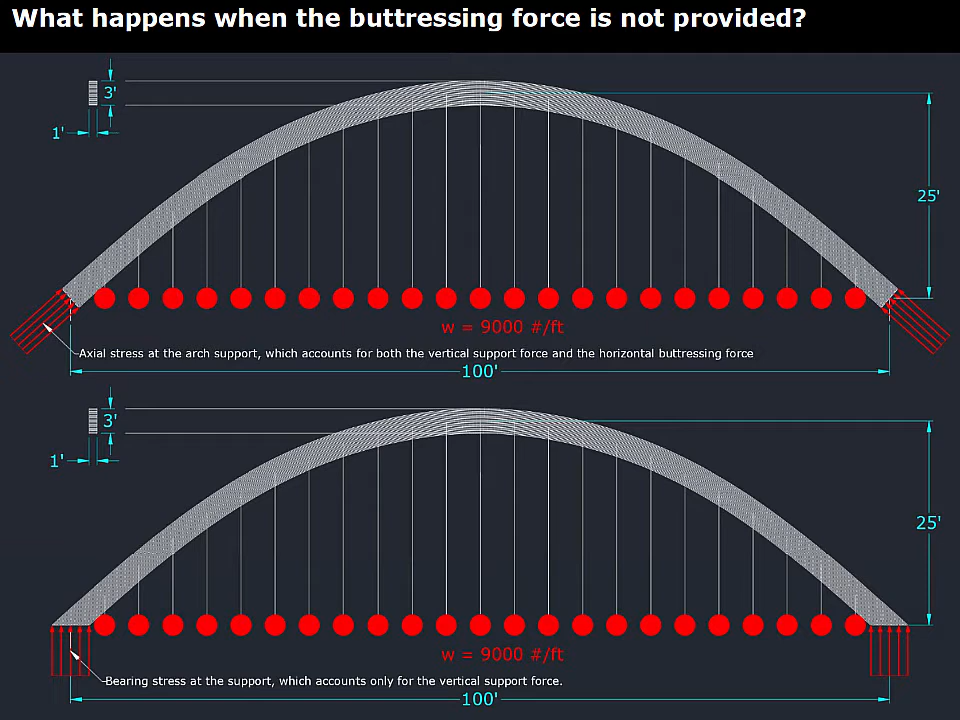 What happens when the buttressing force is not provided?
3'
1'
25'
w = 9000 #/ft
Axial stress at the arch support, which accounts for both the vertical support force and the horizontal buttressing force
100'
3'
1'
25'
w = 9000 #/ft
Bearing stress at the support, which accounts only for the vertical support force.
100'